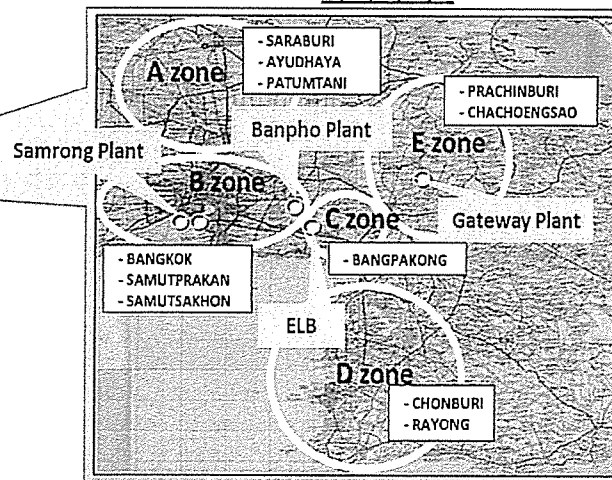 - SARABURI
- AYUDHAYA
- PATUMTANI
A zone
- PRACHINBURI
- CHACHOENGSAO
Banpho Plant
E zone
Samrong Plant
B zone
C zone
Gateway Plant
- BANGKOK
- SAMUTPRAKAN
- SAMUTSAKHON
- BANGPAKONG
ELB
D zone
- CHONBURI
- RAYONG